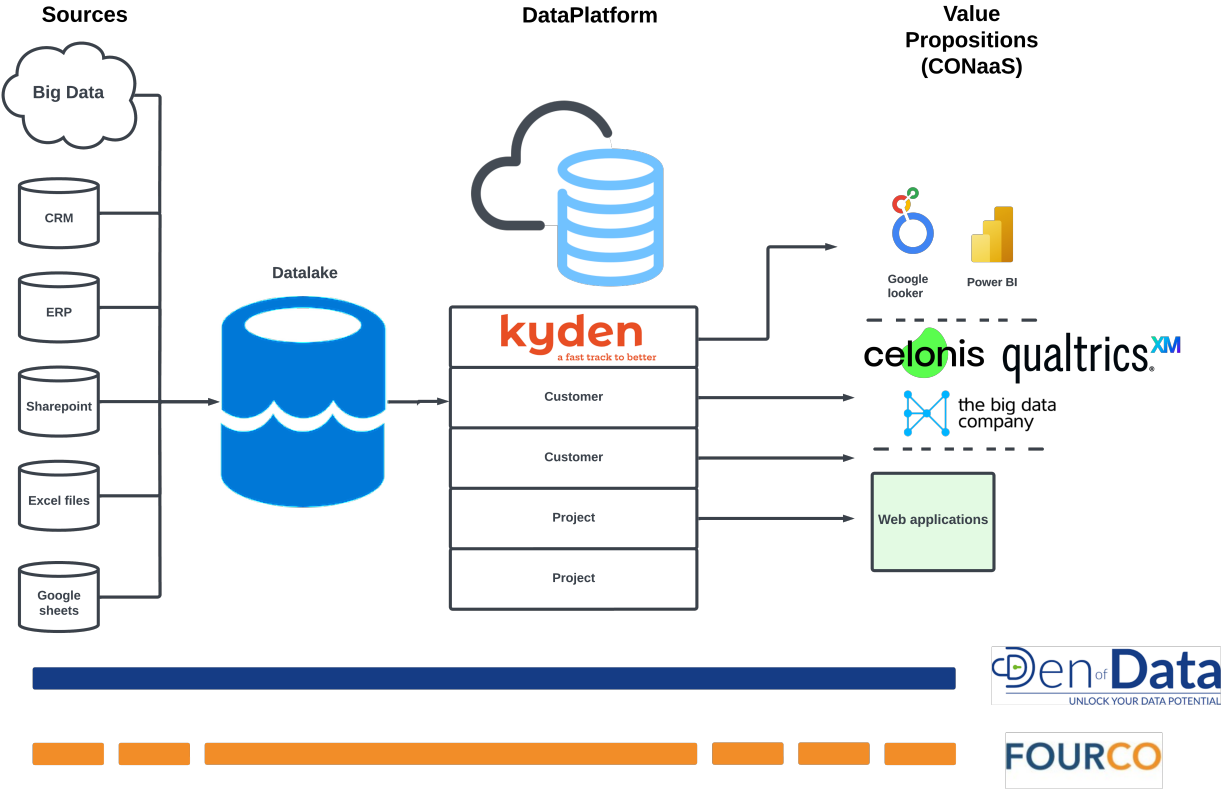 Sources
DataPlatform
Value
Propositions
(CONaaS)
Big Data
CRM
ERP
Sharepoint
Excel files
Google
sheets
Datalake
kyden
a fast track to better
Customer
Customer
Project
Project
Google
looker
Power BI
celonis
qualtrics.XM
®
the big data
company
Web applications
Den of Data
UNLOCK YOUR DATA POTENTIAL
FOURCO